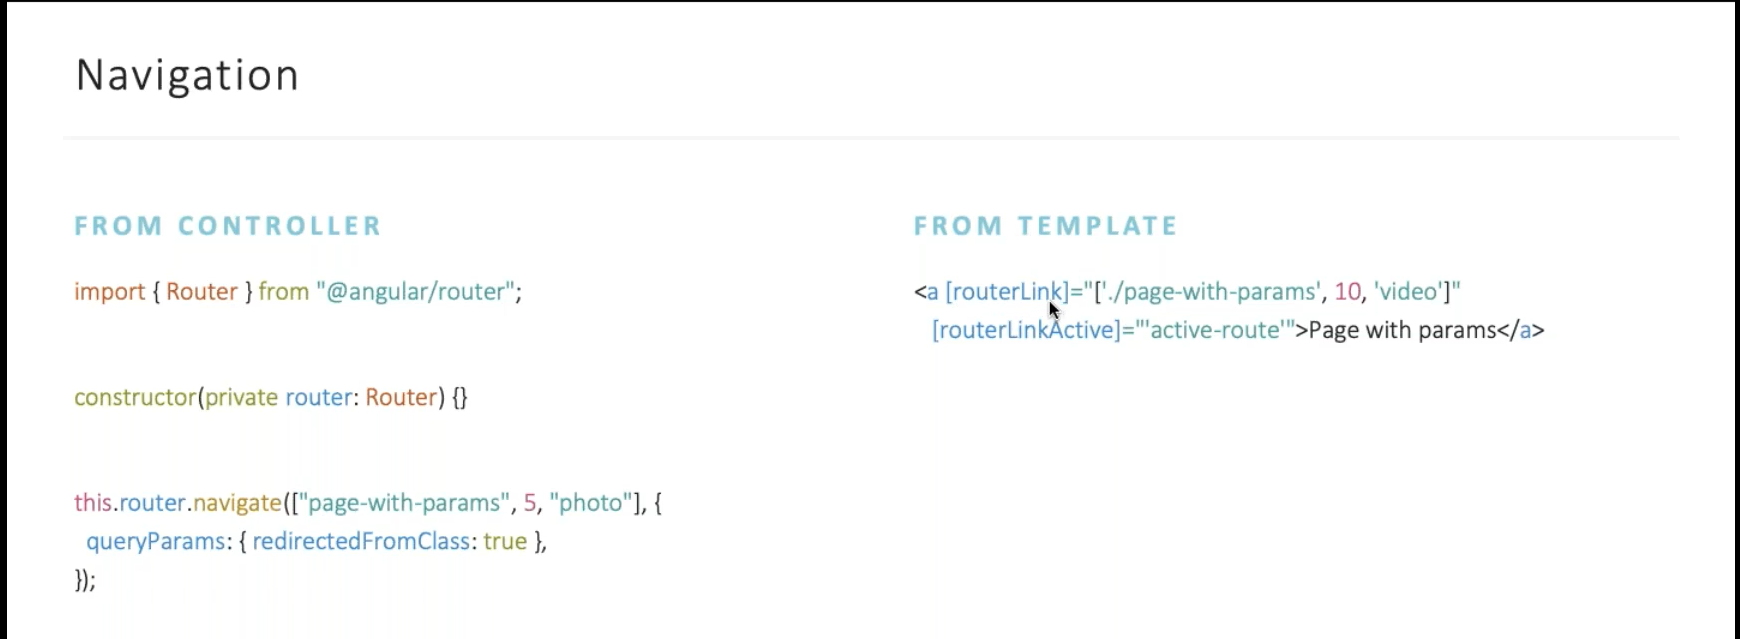 Navigation
FROM CONTROLLER
import { Router } from "@angular/router";
constructor(private router: Router) {}
this.router.navigate(["page-with-params", 5, "photo"], {
queryParams: { redirectedFromClass: true },
});
FROM TEMPLATE
<a [routerLink]="['./page-with-params', 10, 'video']"
[routerLinkActive]="'active-route'">Page with params</a>